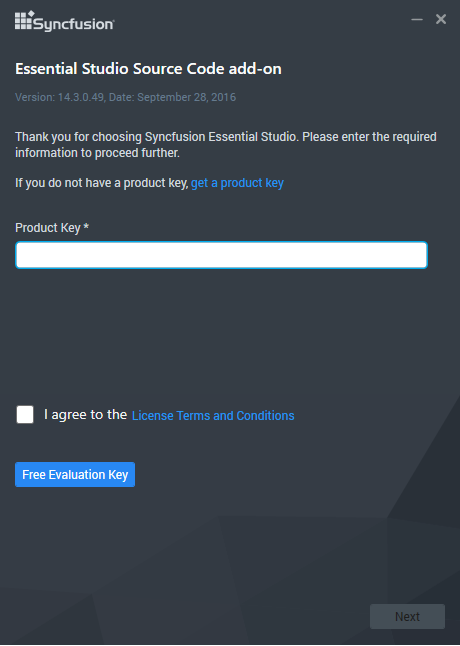 Syncfusion
Essential Studio Source Code add-on
Version: 14.3.0.49, Date: September 28, 2016
Thank you for choosing Syncfusion Essential Studio. Please enter the required
information to proceed further.
If you do not have a product key, get a product key
Product Key *
I agree to the License Terms and Conditions
Free Evaluation Key
Next